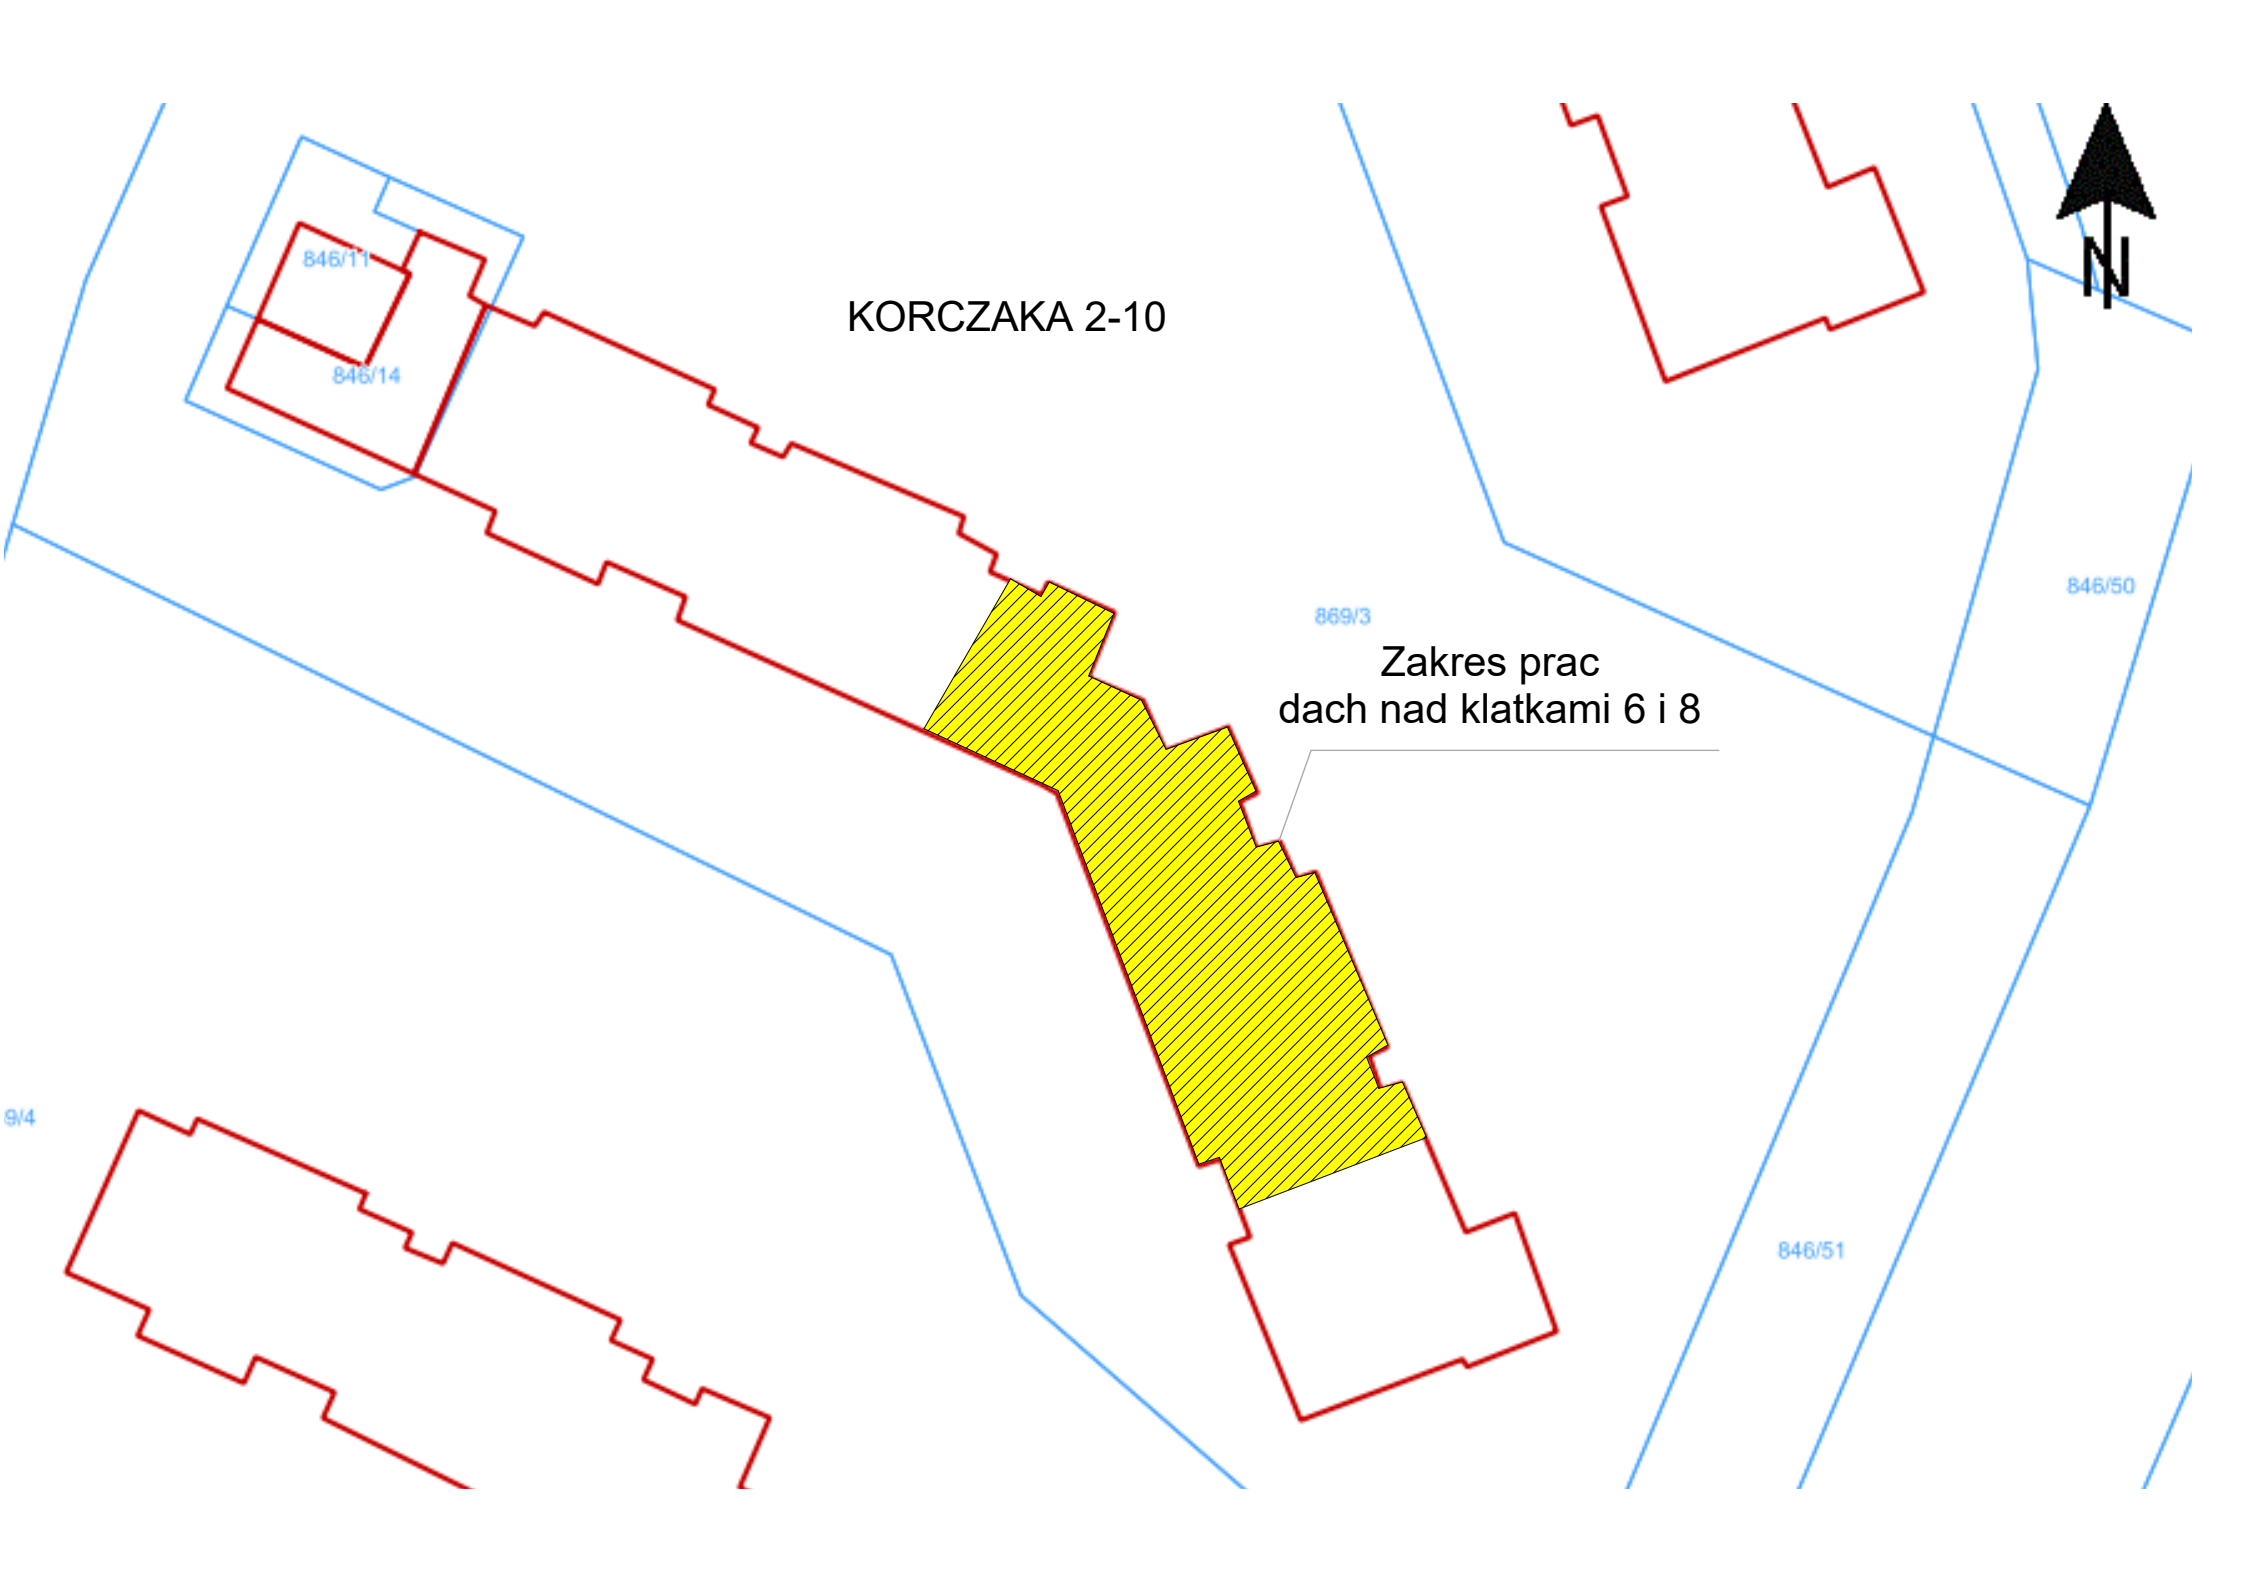 846/11
N
KORCZAKA 2-10
846/14
846/50
869/3
Zakres prac
dach nad klatkami 6 i 8
9/4
846/51